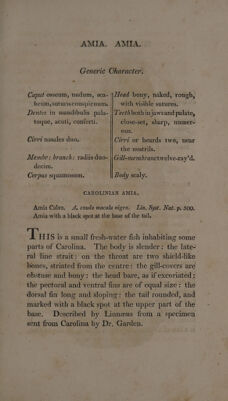 AMIA. AMIA.
Generic Character.
Caput osseum, nudum, sca-
brum, suturis conspicuum.
Dentes in mandibulis pala-
toque, acuti, conferti.
Cirri nasales duo.
Membr: branch: radiis duo-
decim.
Corpus squamosum.
Head bony, naked, rough,
with visible sutures.
Teeth both in jaws and palate,
close-set, sharp, numer-
ous.
Cirri or beards two, near
the nostrils.
Gill-membrane twelve-ray'd.
Body scaly.
CAROLINIAN AMIA.
Amia Calva. A. cauda macula nigra. Lin. Syst. Nat. p. 500.
Amia with a black spot at the base of the tail.
THIS is a small fresh-water fish inhabiting some
parts of Carolina. The body is slender: the late-
ral line strait: on the throat are two shield-like
bones, striated from the centre: the gill-covers are
obstuse and bony: the head bare, as if excoriated:
the pectoral and ventral fins are of equal size: the
dorsal fin long and sloping: the tail rounded, and
marked with a black spot at the upper part of the
base. Described by Linnæus from a specimen
sent from Carolina by Dr. Garden.